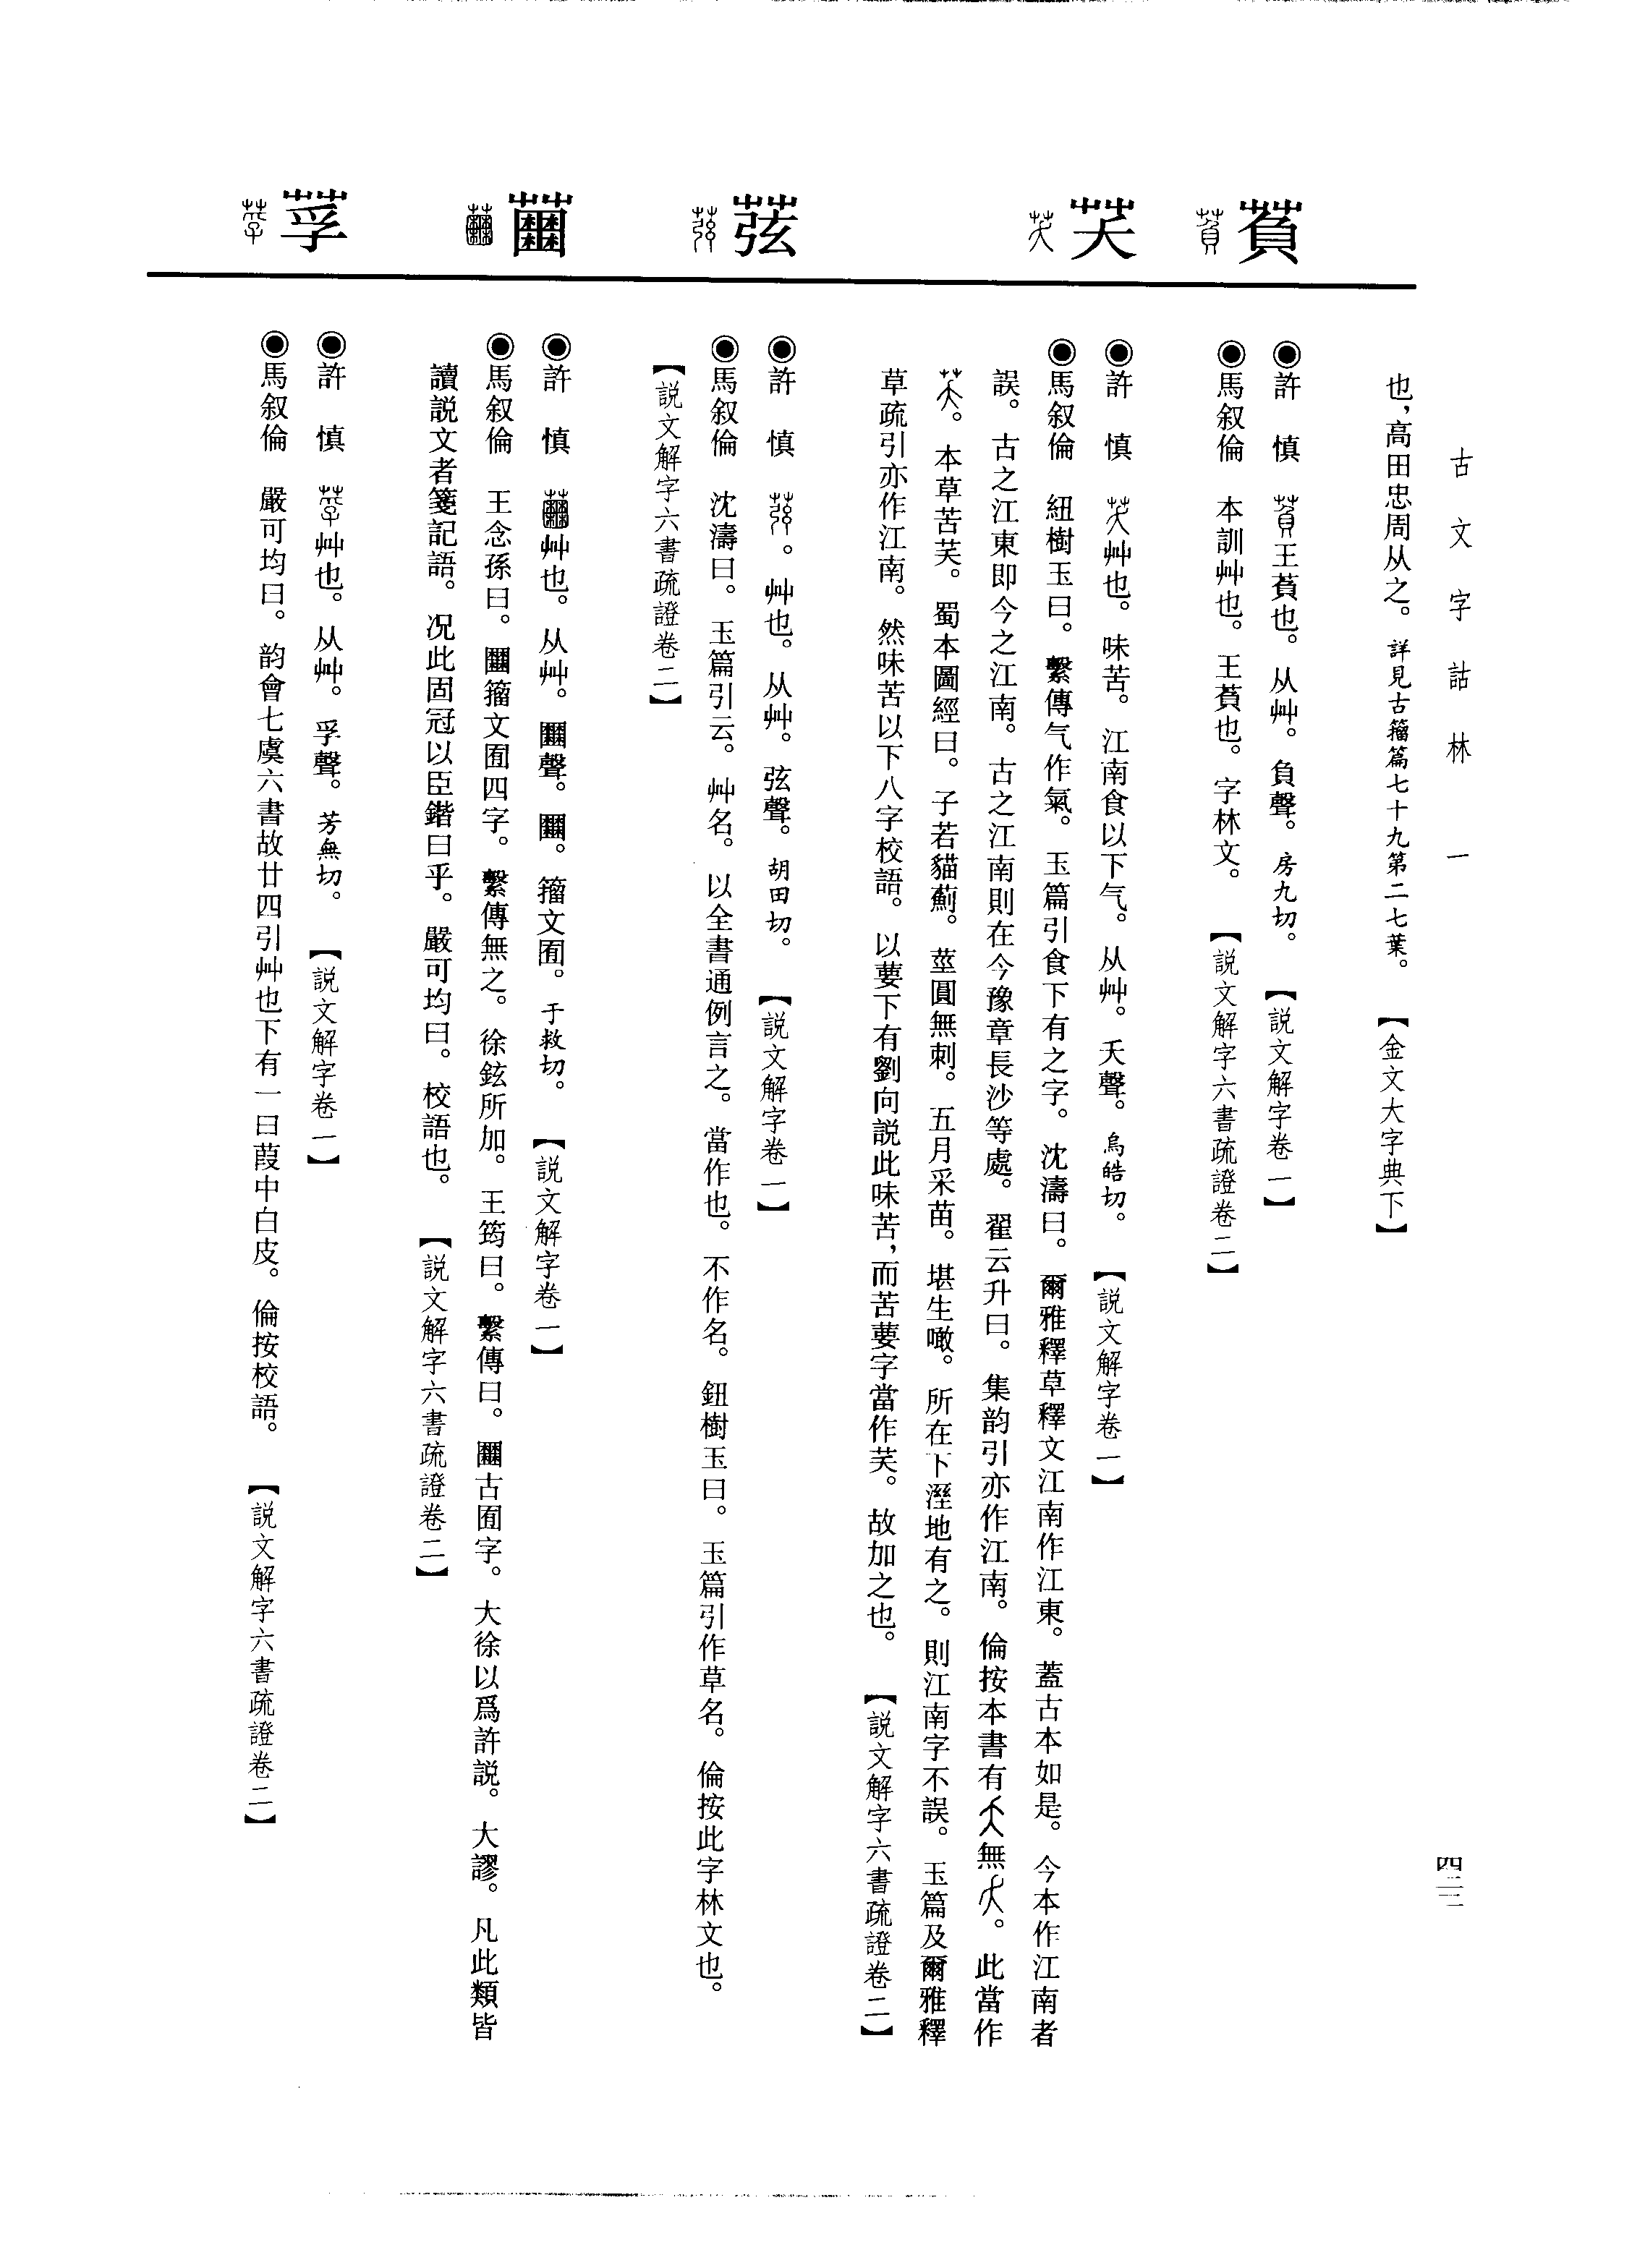 古文字詁林 一
萯
芺
莩
也，高田忠周从之。詳見古籀篇七十九第二七葉。【金文大字典下】
◉許 慎 王萯也。从艸。負聲。房九切。【説文解字卷一】
◉馬叙倫 本訓艸也。王萯也。字林文。【説文解字六書疏證卷二】
◉許 慎 艸也。味苦。江南食以下气。从艸。夭聲。烏皓切。【説文解字卷一】
◉馬叙倫 紐樹玉曰。繫傳气作氣。玉篇引食下有之字。沈濤曰。爾雅釋草釋文江南作江東。蓋古本如是。今本作江南者
誤。古之江東即今之江南。古之江南則在今豫章長沙等處。翟云升曰。集韵引亦作江南。倫按本書有無。此當作
。本草苦芺。蜀本圖經曰。子若貓薊。莖圓無刺。五月采苗。堪生噉。所在下溼地有之。則江南字不誤。玉篇及爾雅釋
草疏引亦作江南。然味苦以下八字校語。以葽下有劉向説此味苦，而苦葽字當作芺。故加之也。【説文解字六書疏證卷二】
◉許 慎 。艸也。从艸。弦聲。胡田切。【説文解字卷一】
◉馬叙倫 沈濤曰。玉篇引云。艸名。以全書通例言之。當作也。不作名。鈕樹玉曰。玉篇引作草名。倫按此字林文也。
【説文解字六書疏證卷二】
◉許 慎 艸也。从艸。聲。。籀文囿。于救切。【説文解字卷一】
◉馬叙倫 王念孫曰。籀文囿四字。繫傳無之。徐鉉所加。王筠曰。繫傳曰。古囿字。大徐以爲許説。大謬。凡此類皆
讀説文者箋記語。况此固冠以臣鍇曰乎。嚴可均曰。校語也。【説文解字六書疏證卷二】
◉許 慎 艸也。从艸。孚聲。芳無切。【説文解字卷一】
◉馬叙倫 嚴可均曰。韵會七虞六書故廿四引艸也下有一曰葭中白皮。倫按校語。【説文解字六書疏證卷二】